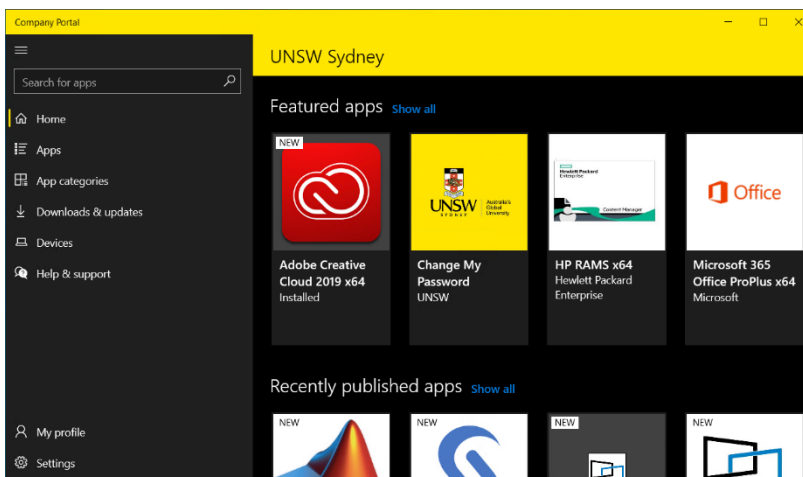 Company Portal
UNSW Sydney
Search for apps
Home
Apps
App categories
Downloads & updates
Devices
Help & support
My profile
Settings
Featured apps Show all
NEW
Adobe Creative
Cloud 2019 x64
Installed
UNSW
SYDNEY
Australia's
Global
University
Change My
Password
UNSW
Hewlett Packard
Enterprise
Content Manager
HP RAMS x64
Hewlett Packard
Enterprise
Office
Microsoft 365
Office ProPlus x64
Microsoft
Recently published apps Show all
NEW
NEW
NEW
NEW